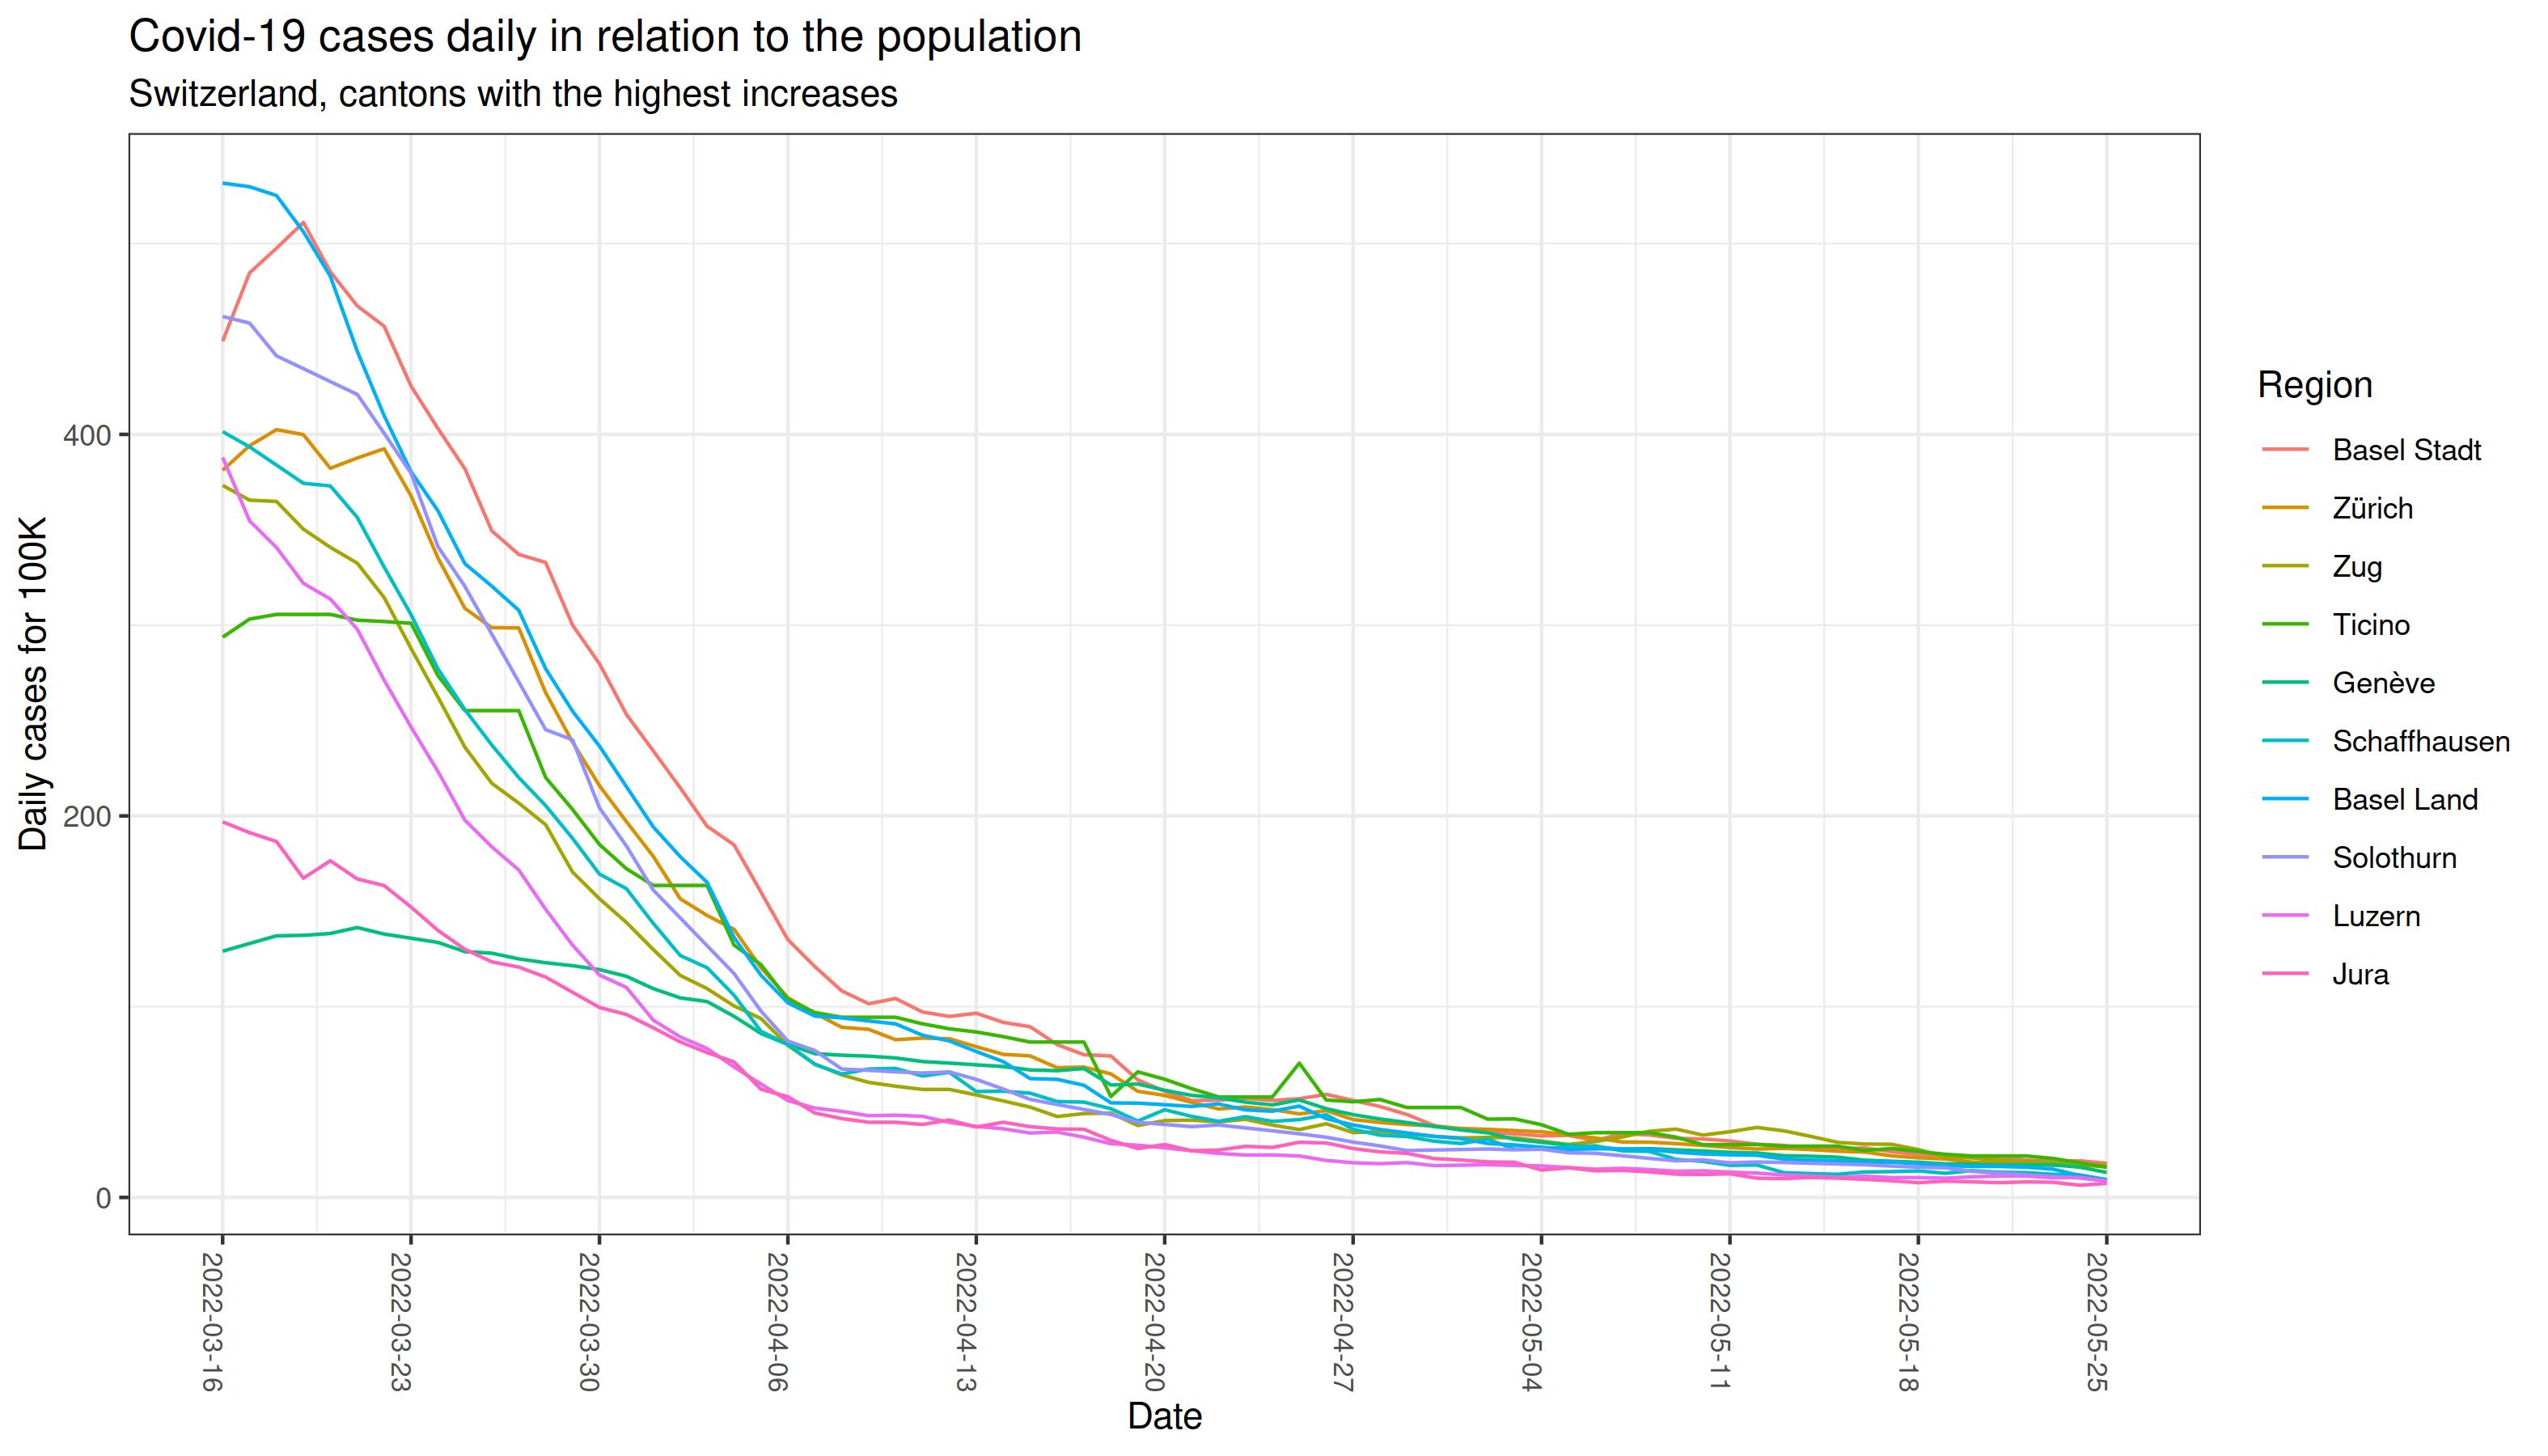 Covid-19 cases daily in relation to the population
Switzerland, cantons with the highest increases
Daily cases for 100K
400
200
0
2022-03-16
2022-03-23
2022-03-30
2022-04-06
2022-04-13
2022-04-20
2022-04-27
2022-05-04
2022-05-11
2022-05-18
2022-05-25
Date
Region
Basel Stadt
Zürich
Zug
Ticino
Genève
Schaffhausen
Basel Land
Solothurn
Luzern
Jura